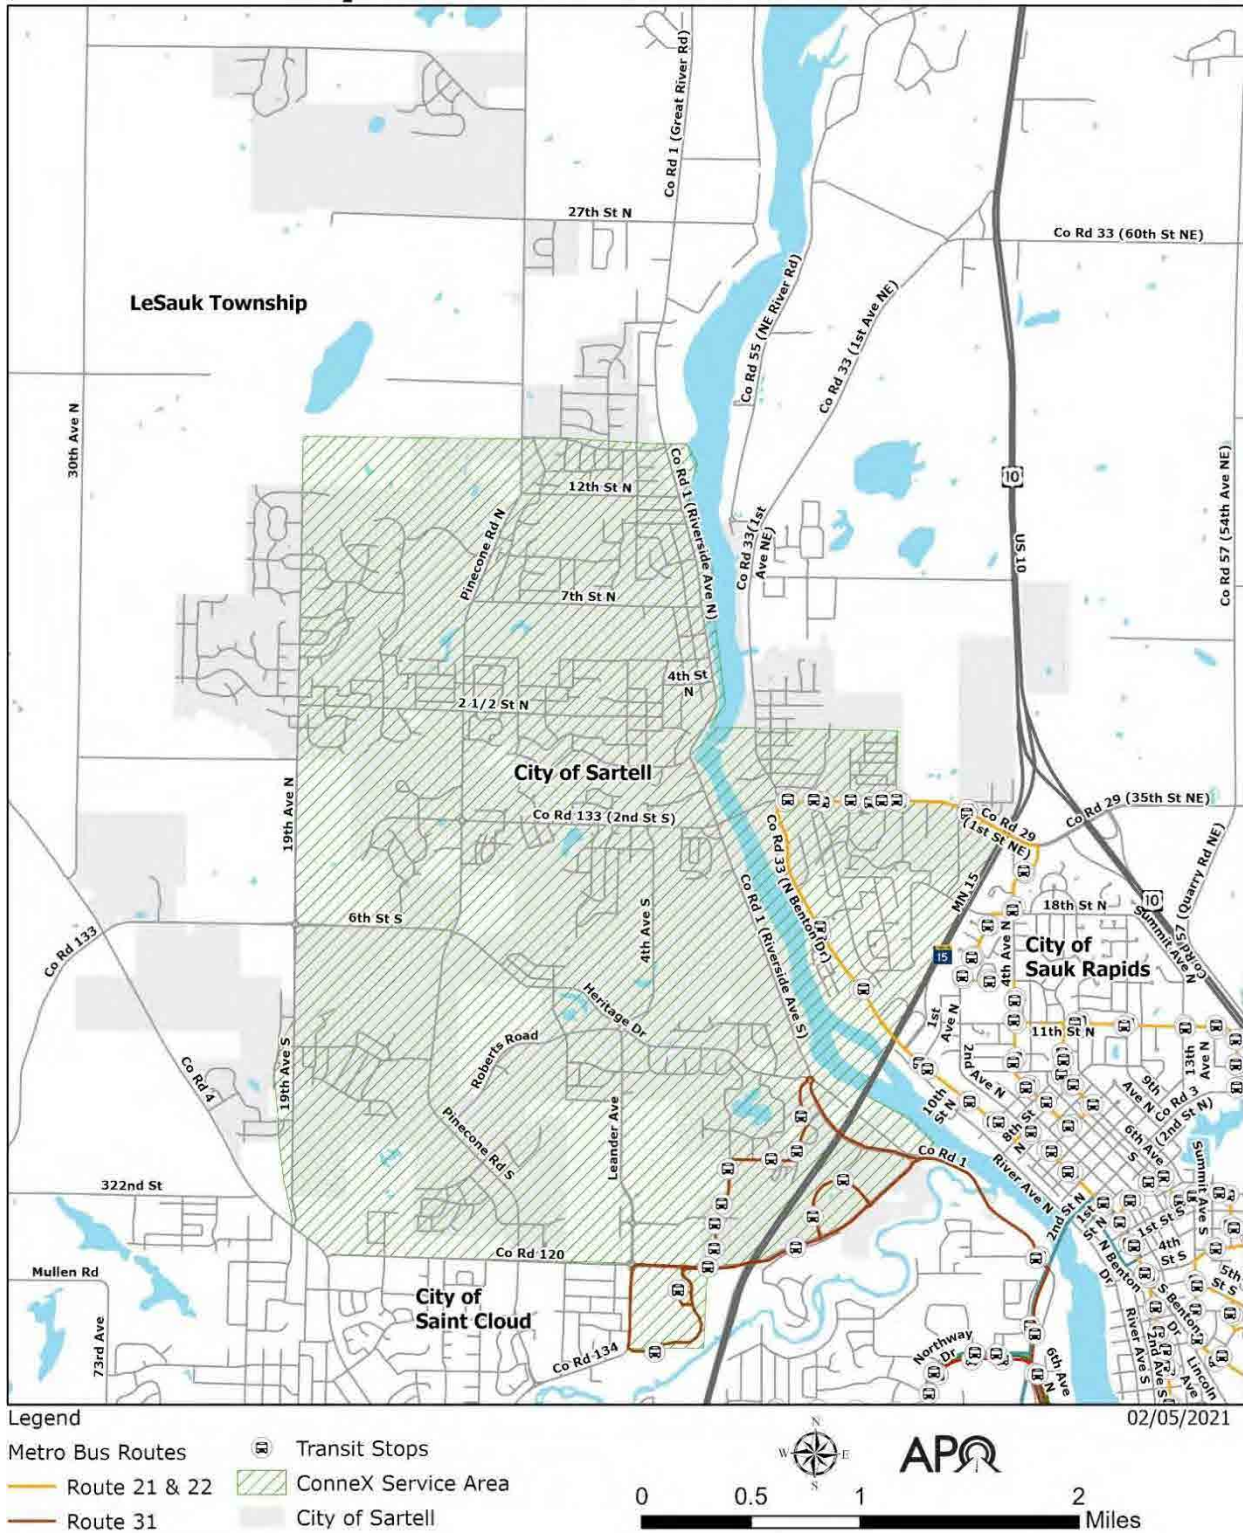 Co Rd 1 (Great River Rd)
27th St N
Co Rd 33 (60th St NE)
LeSauk Township
Co Rd 55 (NE River Rd)
Co Rd 33 (1st Ave NE)
30th Ave N
Co Rd 1 (Riverside Ave N)
10
12th St N
Co Rd 57 (54th Ave NE)
Pinecone Rd N
Co Rd 33(1st
Ave NE)
US 10
7th St N
4th St
N
2 1/2 St N
City of Sartell
19th Ave N
Co Rd 133 (2nd St S)
Co Rd 29
(1st St NE)
Co Rd 29 (35th St NE)
Co Rd 33 (N Benton Dr)
MN 15
10
18th St N
Summit Ave N
Co Rd 57 (Quarry Rd NE)
6th St S
Co Rd 133
4th Ave S
Co Rd 1 (Riverside Ave S)
15
4th Ave N
City of
Sauk Rapids
Heritage Dr
1st
Ave N
11th St N
13th
Ave N
Roberts Road
19th Ave S
Co Rd 4
2nd Ave N
9th
Ave N
Co Rd 3
(2nd St N)
10th
St N
8th St
N
6th Ave
S
Pinecone Rd S
Leander Ave
Co Rd 1
River Ave N
Summit Ave S
322nd St
2nd St N
1st
St N
1st St S
4th
St S
Co Rd 120
N Benton
Dr
5th
St S
Mullen Rd
City of
Saint Cloud
S Benton
Dr
73rd Ave
Co Rd 134
Northway
Dr
6th Ave
N
River Ave S
2nd Ave S
Lincoln
Ave
Legend
02/05/2021
Metro Bus Routes
Transit Stops
N
W
E
S
APO
Route 21 & 22
ConneX Service Area
0
0.5
1
2
Route 31
City of Sartell
Miles